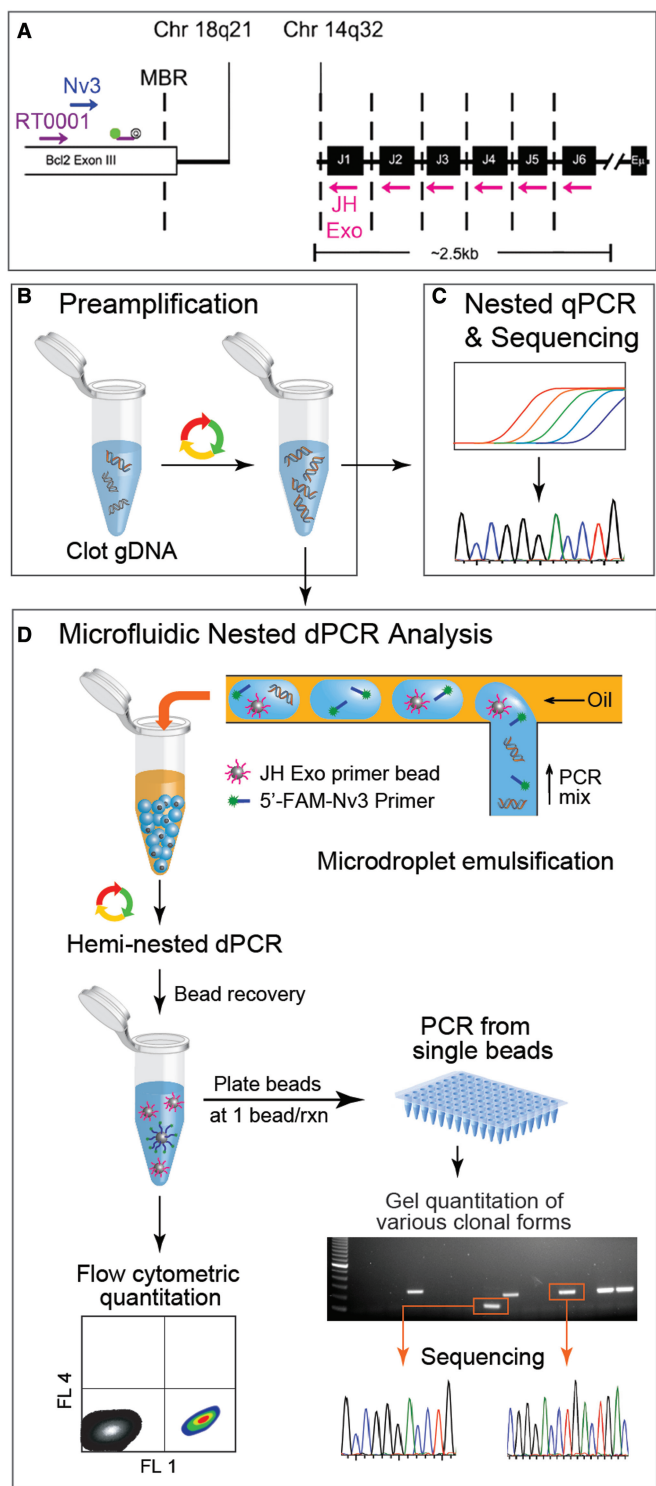 A
Chr 18q21
Chr 14q32
Nv3
MBR
RT0001
Q
Bcl2 Exon III
J1
J2
J3
J4
J5
J6
Eμ
JH
Exo
~2.5kb
B
Preamplification
Clot gDNA
C
Nested qPCR
& Sequencing
D
Microfluidic Nested dPCR Analysis
Oil
JH Exo primer bead
5'-FAM-Nv3 Primer
PCR
mix
Microdroplet emulsification
Hemi-nested dPCR
Bead recovery
Plate beads
at 1 bead/rxn
PCR from
single beads
Gel quantitation of
various clonal forms
Flow cytometric
quantitation
Sequencing
FL 4
FL 1